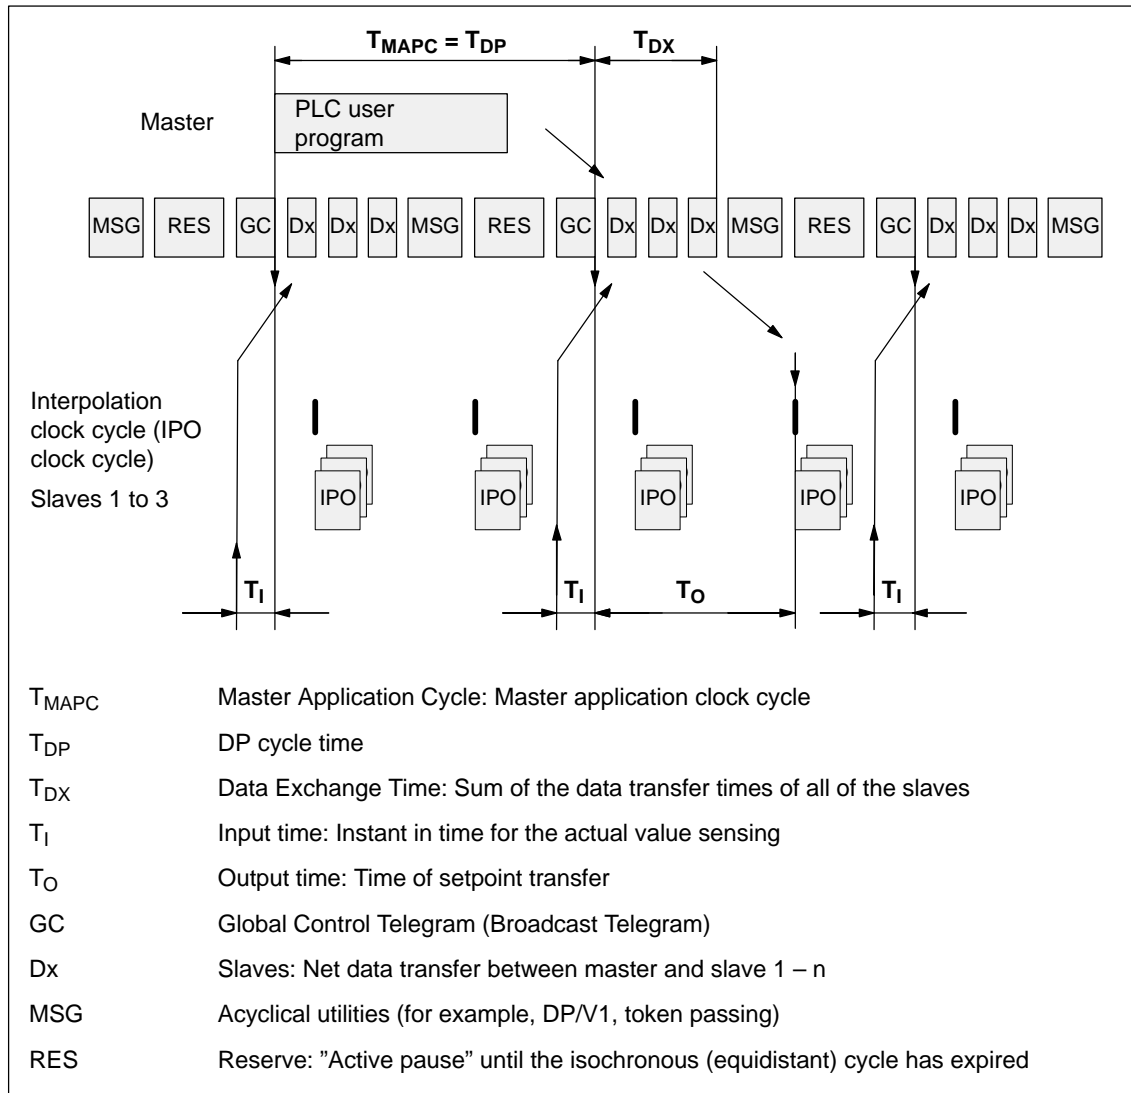 T_MAPC = T_DP T_DX
Master
PLC user
program
MSG RES GC Dx Dx Dx MSG RES GC Dx Dx Dx MSG RES GC Dx Dx Dx MSG
Interpolation
clock cycle (IPO
clock cycle)
Slaves 1 to 3
IPO IPO IPO IPO IPO
T_I T_I T_O T_I
T_MAPC Master Application Cycle: Master application clock cycle
T_DP DP cycle time
T_DX Data Exchange Time: Sum of the data transfer times of all of the slaves
T_I Input time: Instant in time for the actual value sensing
T_O Output time: Time of setpoint transfer
GC Global Control Telegram (Broadcast Telegram)
Dx Slaves: Net data transfer between master and slave 1 – n
MSG Acyclical utilities (for example, DP/V1, token passing)
RES Reserve: ”Active pause” until the isochronous (equidistant) cycle has expired